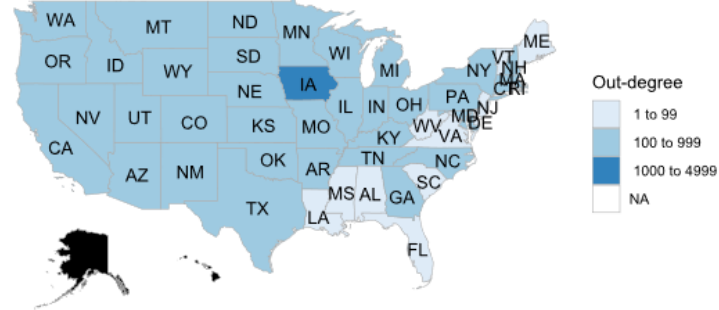 WA
MT
ND
MN
ME
OR
ID
WY
SD
WI
MI
NY
VT
NH
MA
CT
RI
NV
UT
CO
NE
IA
IL
IN
OH
PA
NJ
MD
DE
CA
AZ
NM
KS
MO
KY
WV
VA
OK
AR
TN
NC
TX
LA
MS
AL
GA
SC
FL
Out-degree
1 to 99
100 to 999
1000 to 4999
NA